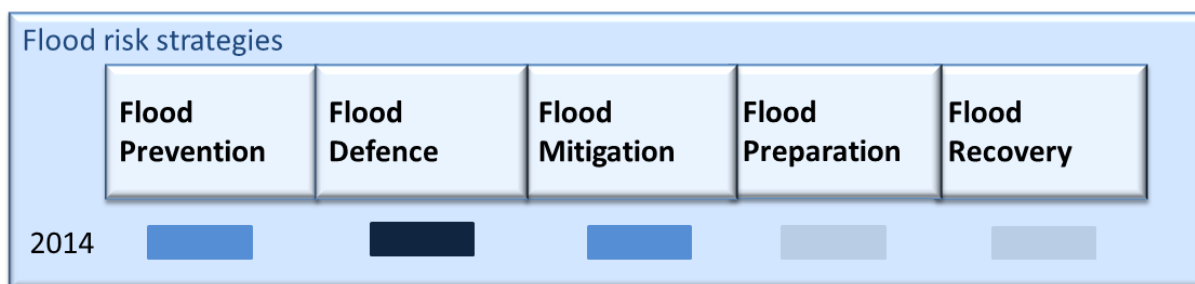 Flood risk strategies
Flood
Prevention
Flood
Defence
Flood
Mitigation
Flood
Preparation
Flood
Recovery
2014